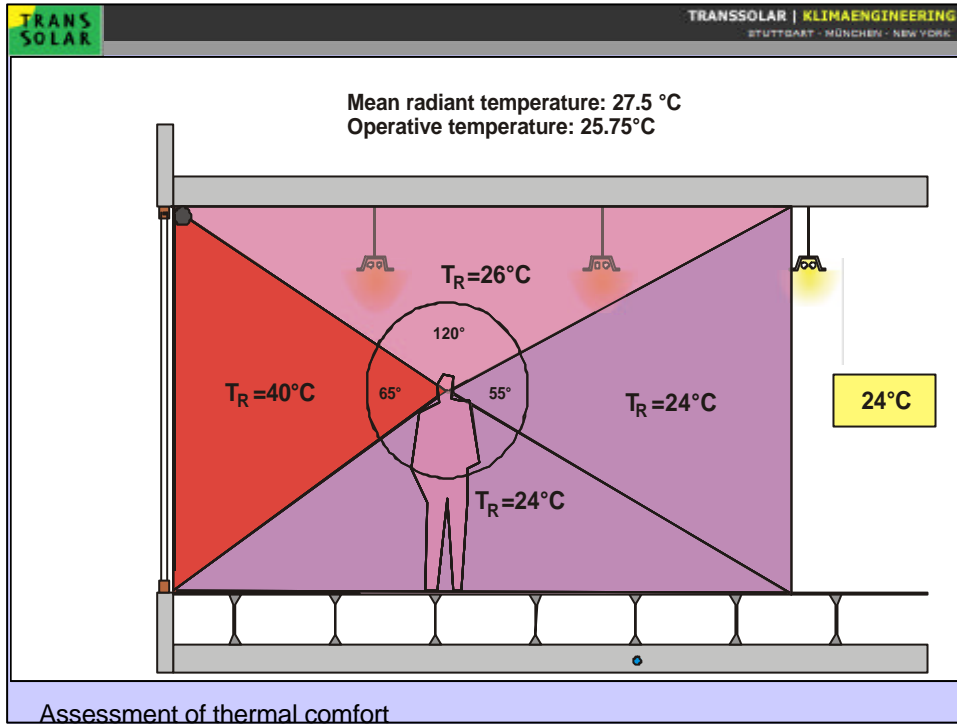 TRANS
SOLAR
TRANSSOLAR | KLIMAENGINEERING
STUTTGART - MÜNCHEN - NEW YORK
Mean radiant temperature: 27.5 °C
Operative temperature: 25.75°C
TR=26°C
120°
TR=40°C
65°
55°
TR=24°C
24°C
TR=24°C
Assessment of thermal comfort